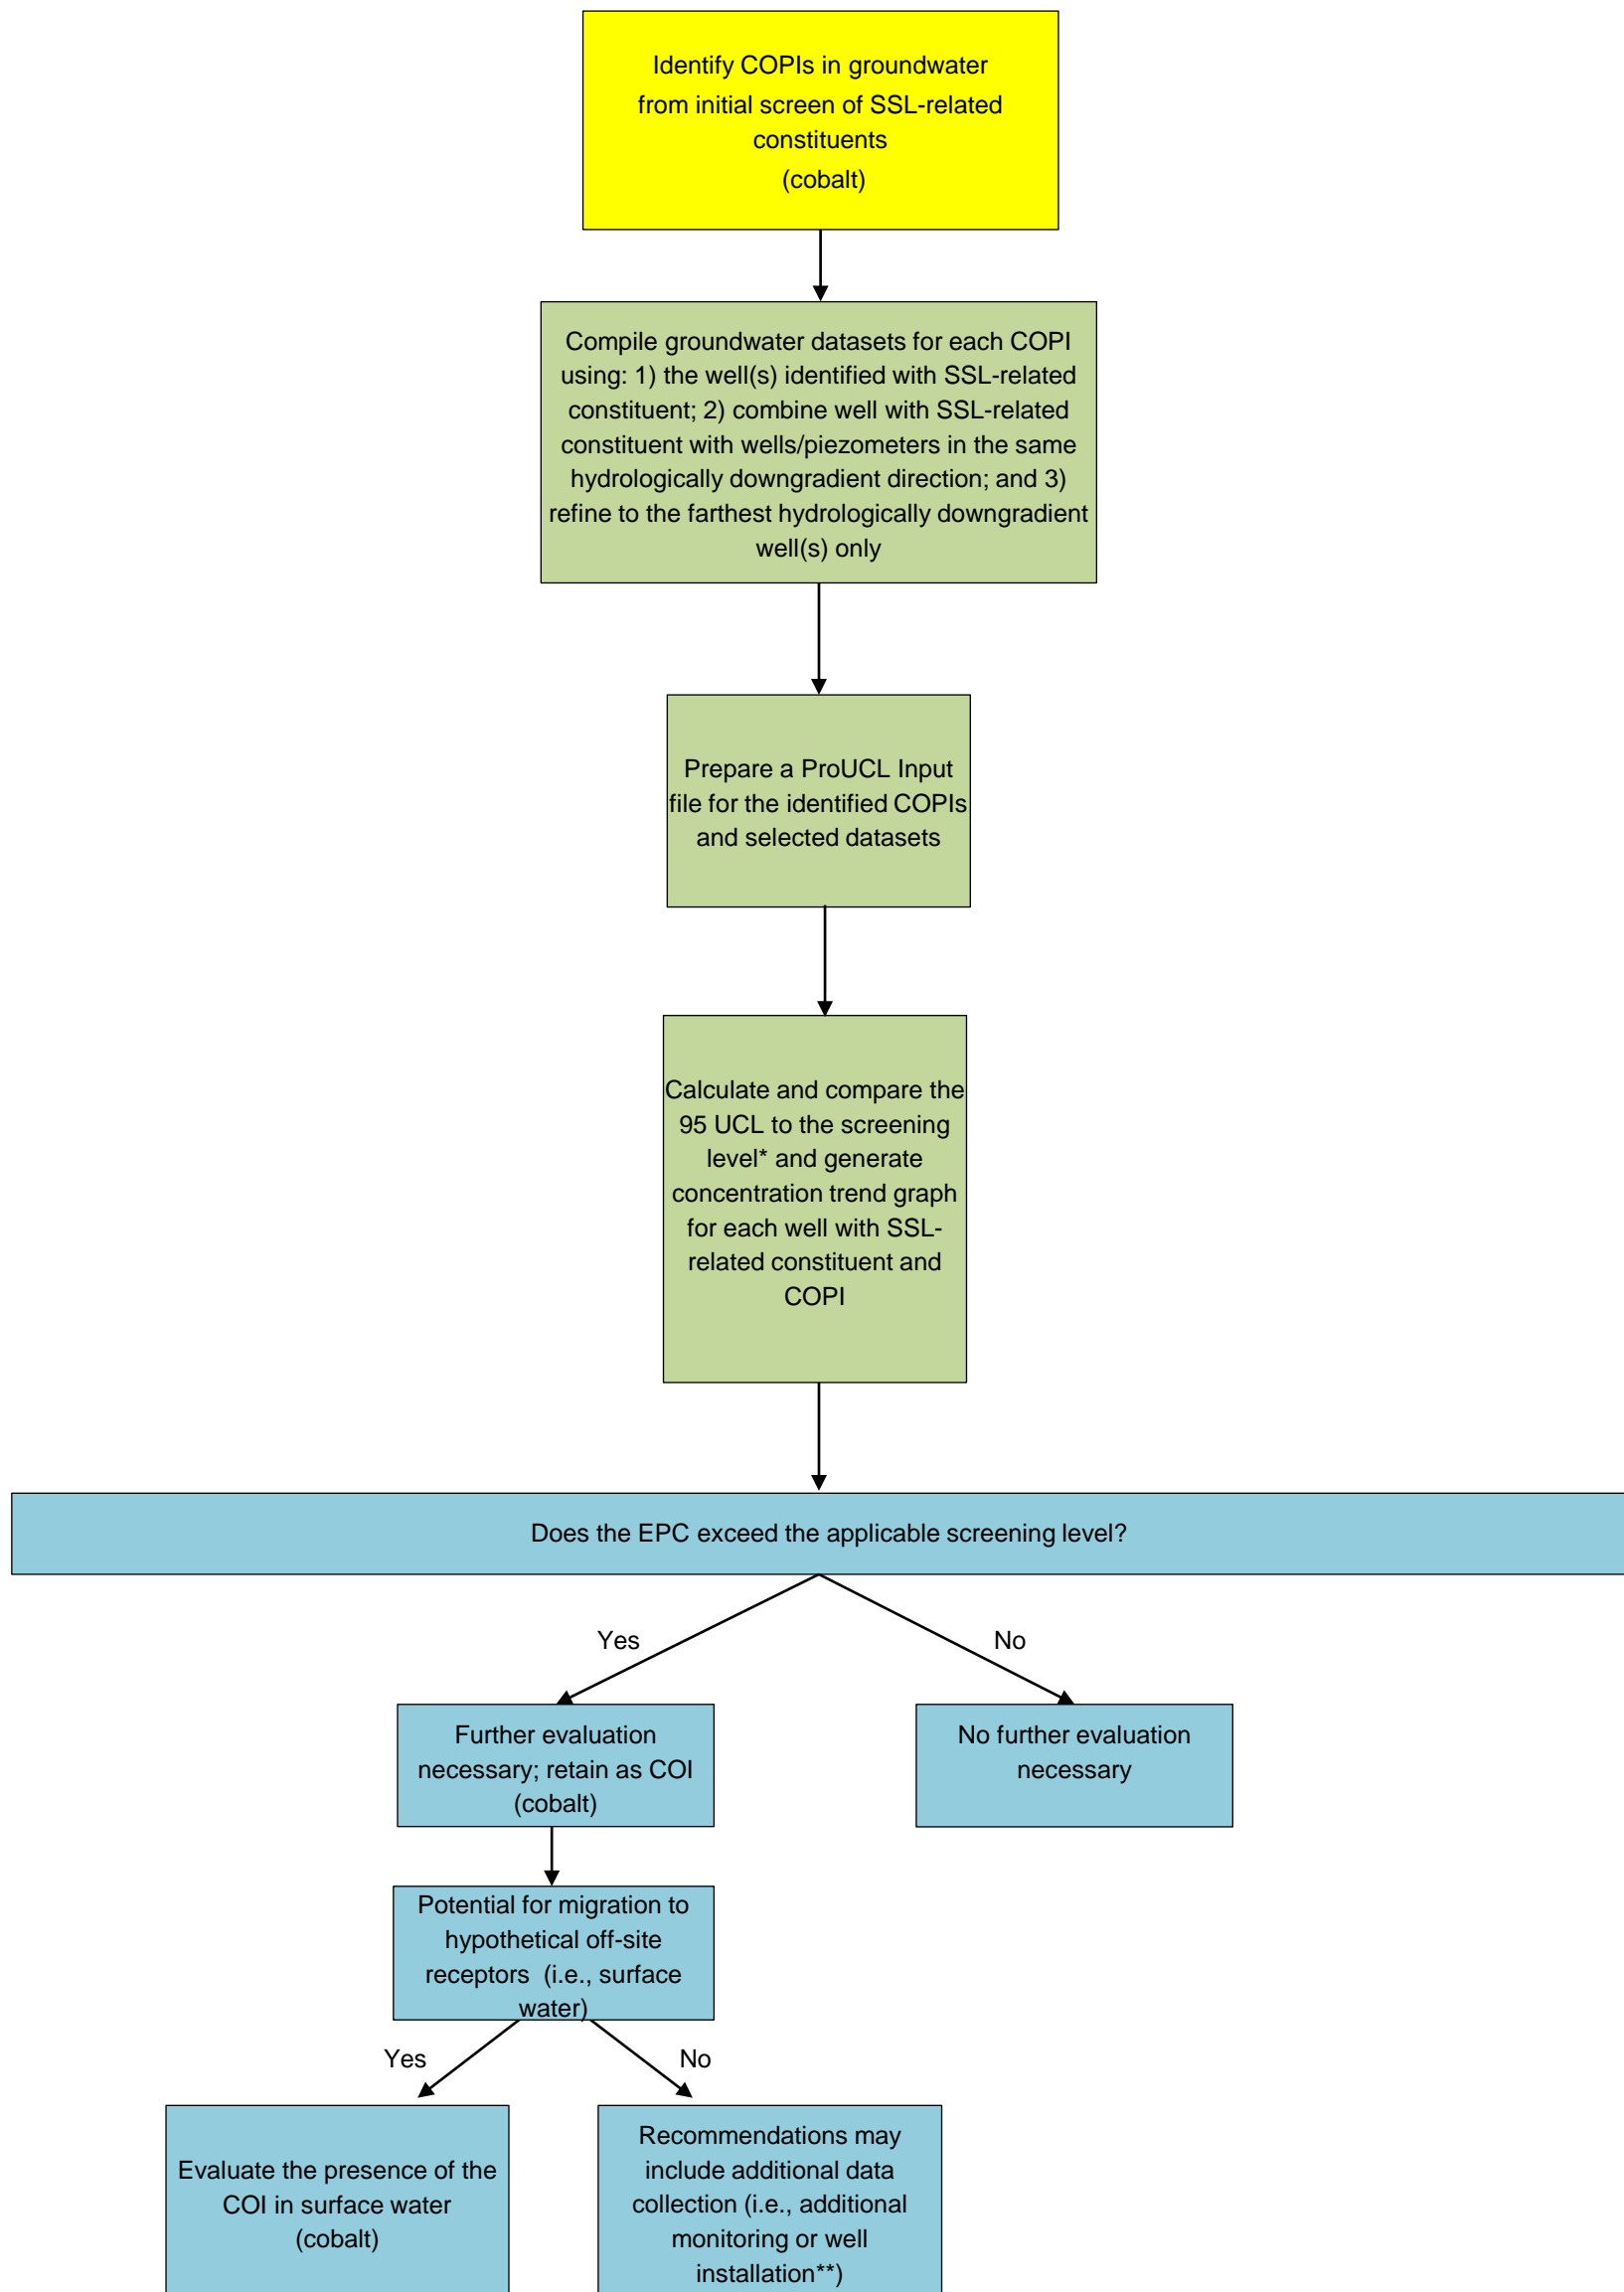 Identify COPIs in groundwater
from initial screen of SSL-related
constituents
(cobalt)
Compile groundwater datasets for each COPI
using: 1) the well(s) identified with SSL-related
constituent; 2) combine well with SSL-related
constituent with wells/piezometers in the same
hydrologically downgradient direction; and 3)
refine to the farthest hydrologically downgradient
well(s) only
Prepare a ProUCL Input
file for the identified COPIs
and selected datasets
Calculate and compare the
95 UCL to the screening
level* and generate
concentration trend graph
for each well with SSL-
related constituent and
COPI
Does the EPC exceed the applicable screening level?
Yes
No
Further evaluation
necessary; retain as COI
(cobalt)
No further evaluation
necessary
Potential for migration to
hypothetical off-site
receptors  (i.e., surface
water)
Yes
No
Evaluate the presence of the
COI in surface water
(cobalt)
Recommendations may
include additional data
collection (i.e., additional
monitoring or well
installation**)